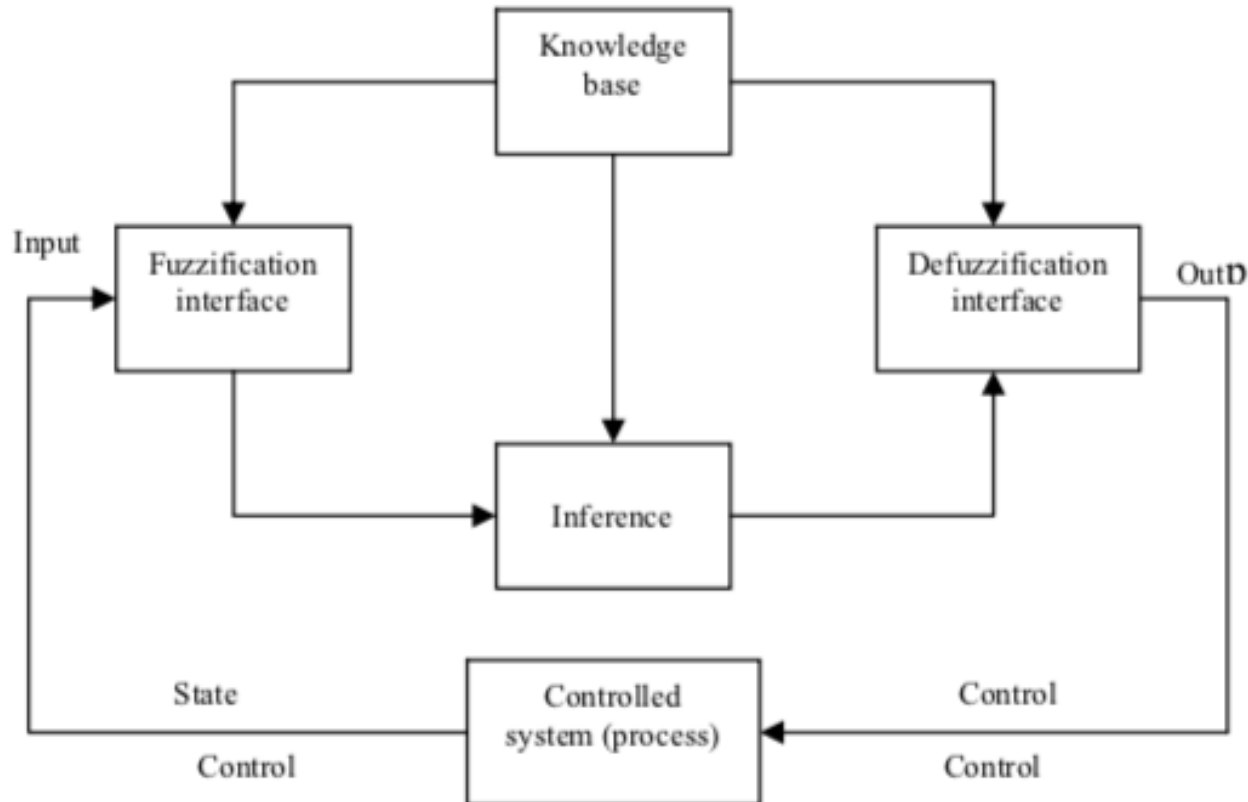 Knowledge
base
Input
Fuzzification
interface
Defuzzification
interface
Inference
State
Controlled
system (process)
Control
Control
Control